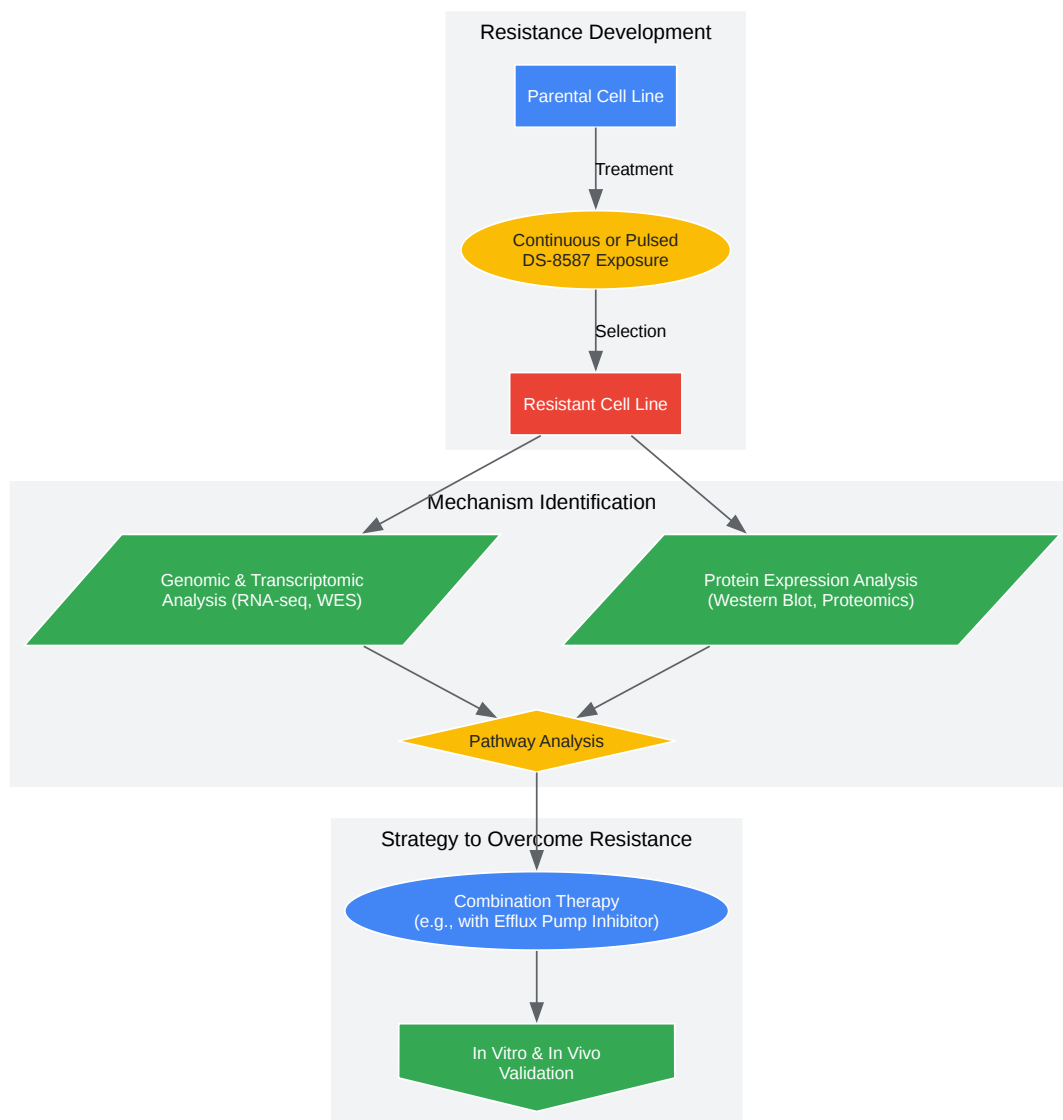 Resistance Development
Parental Cell Line
Treatment
Continuous or Pulsed
DS-8587 Exposure
Selection
Resistant Cell Line
Mechanism Identification
Genomic & Transcriptomic
Analysis (RNA-seq, WES)
Protein Expression Analysis
(Western Blot, Proteomics)
Pathway Analysis
Strategy to Overcome Resistance
Combination Therapy
(e.g., with Efflux Pump Inhibitor)
In Vitro & In Vivo
Validation